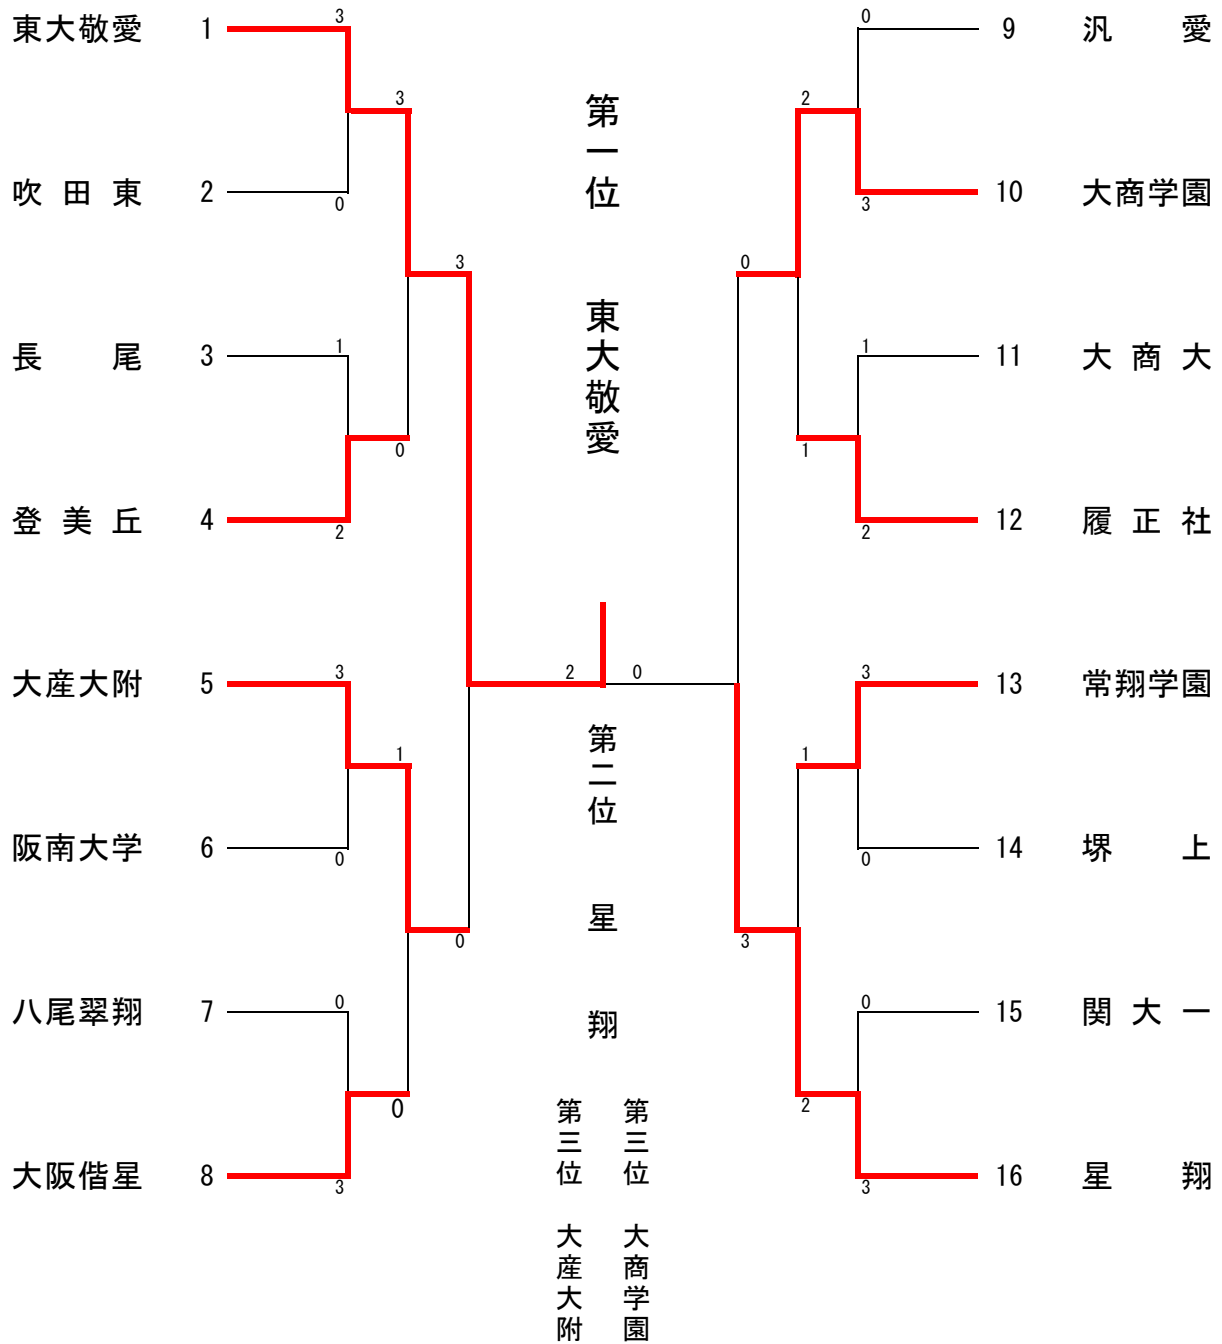 東大敬愛 1 3
3
吹田東 2 0
3
長尾 3 1
0
登美丘 4 2
大産大附 5 3
1
阪南大学 6 0
0
八尾翠翔 7 0
0
大阪偕星 8 3
2 0
第一位 東大敬愛
第二位 星翔
第三位 大商学園
第三位 大産大附
0 9 汎愛
2
3 10 大商学園
0
1 11 大商大
1
2 12 履正社
3 13 常翔学園
1
0 14 堺上
3
0 15 関大一
2
3 16 星翔